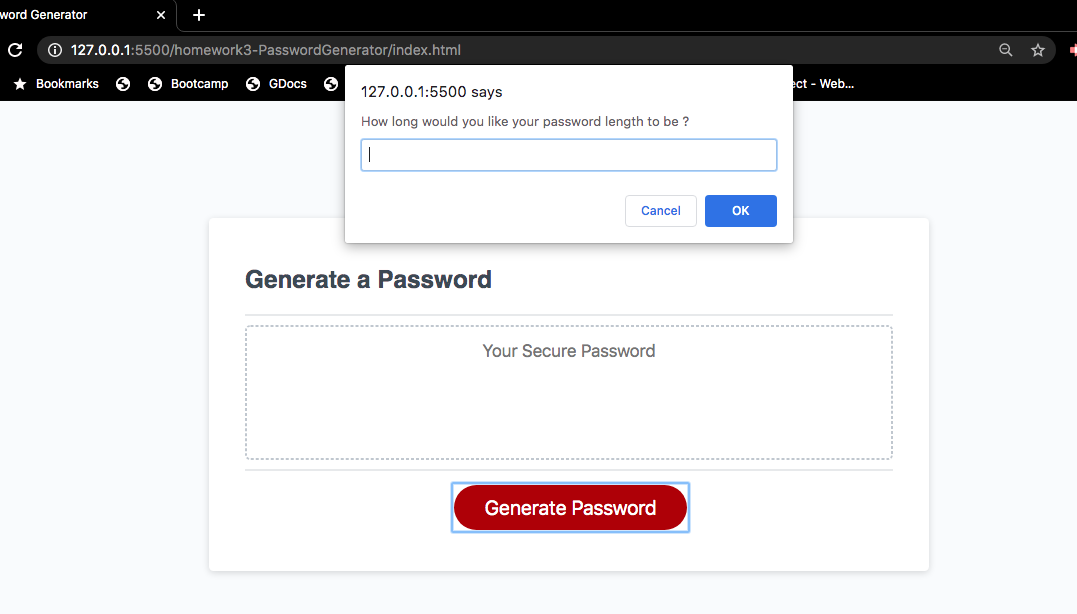 word Generator
127.0.0.1:5500/homework3-PasswordGenerator/index.html
Bookmarks Bootcamp GDocs ect - Web...
127.0.0.1:5500 says
How long would you like your password length to be ?
Cancel OK
Generate a Password
Your Secure Password
Generate Password